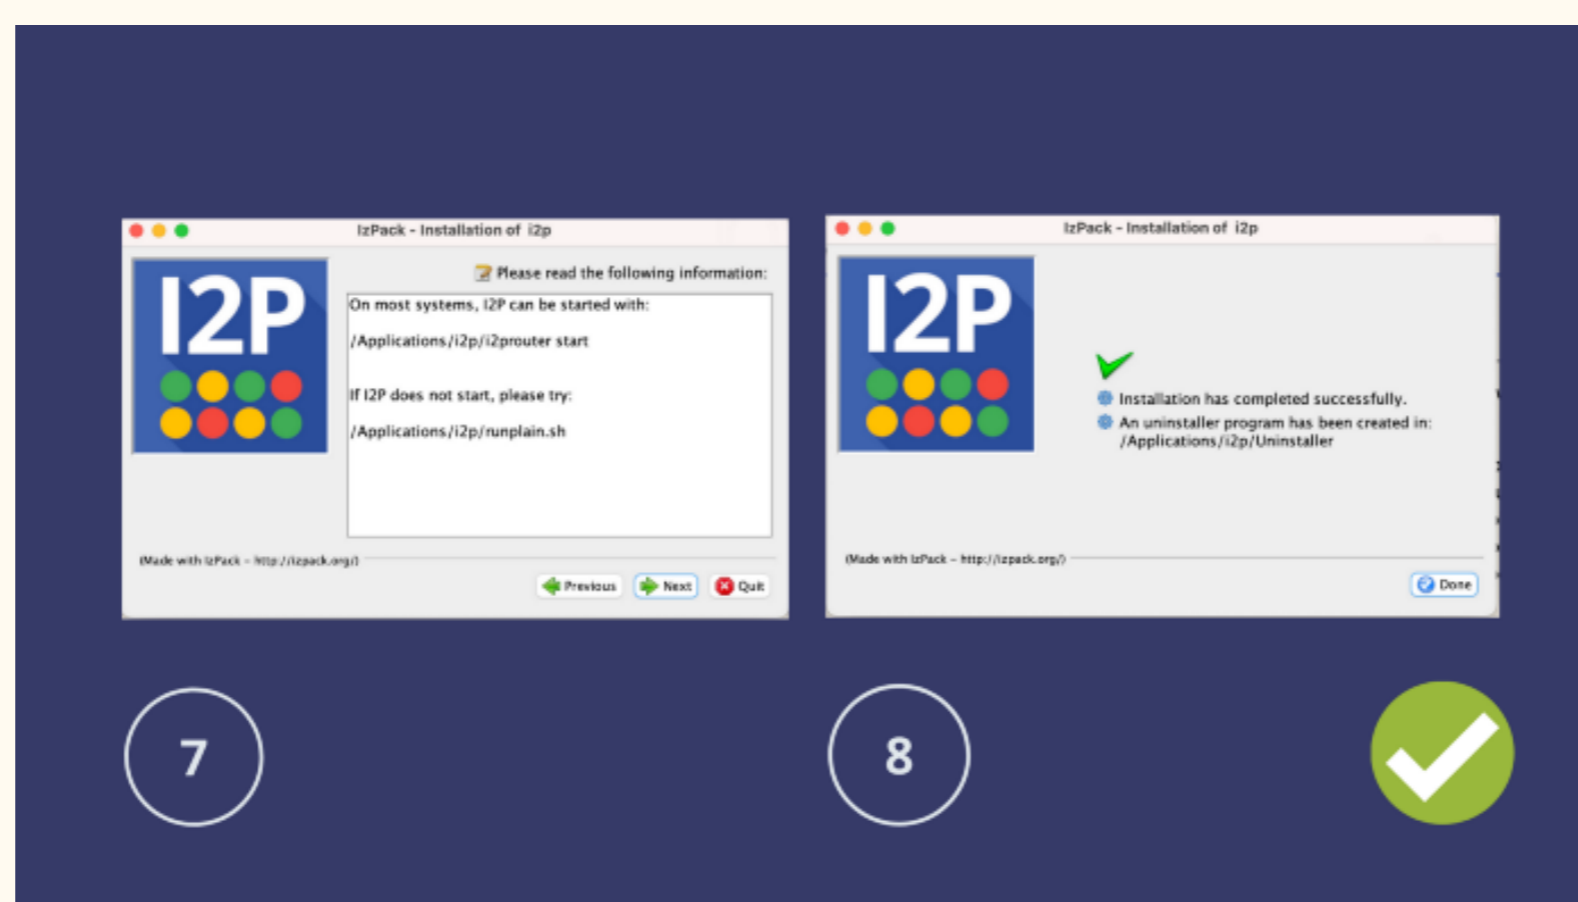 IzPack - Installation of i2p
I2P
Please read the following information:
On most systems, I2P can be started with:
/Applications/i2p/i2prouter start
If I2P does not start, please try:
/Applications/i2p/runplain.sh
(Made with IzPack - http://izpack.org/)
Previous
Next
Quit
7
IzPack - Installation of i2p
I2P
Installation has completed successfully.
An uninstaller program has been created in:
/Applications/i2p/Uninstaller
(Made with IzPack - http://izpack.org/)
Done
8